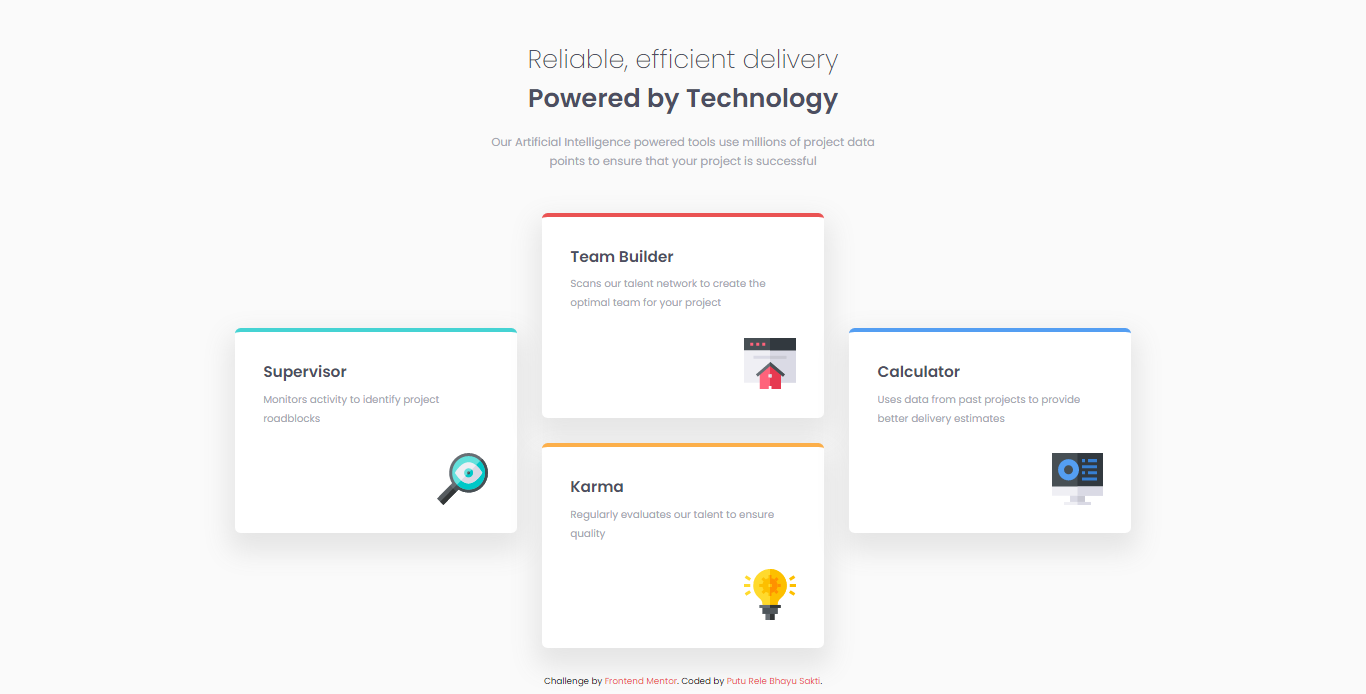 Reliable, efficient delivery
Powered by Technology
Our Artificial Intelligence powered tools use millions of project data
points to ensure that your project is successful
Supervisor
Monitors activity to identify project
roadblocks
Team Builder
Scans our talent network to create the
optimal team for your project
Karma
Regularly evaluates our talent to ensure
quality
Calculator
Uses data from past projects to provide
better delivery estimates
Challenge by Frontend Mentor. Coded by Putu Rele Bhayu Sakti.